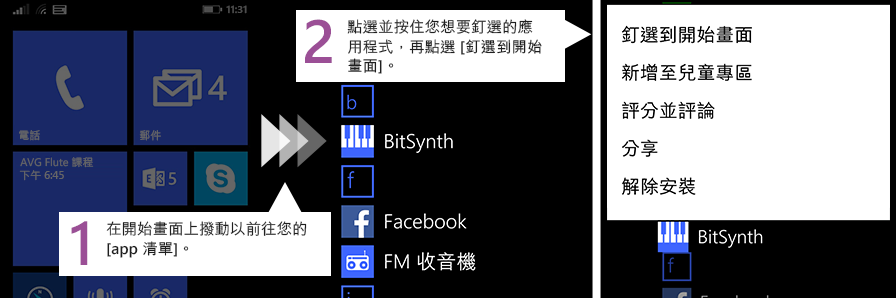 11:31
4
電話
郵件
AVG Flute 課程
下午 6:45
5
1
在開始畫面上撥動以前往您的
[app 清單]。
2
點選並按住您想要釘選的應
用程式，再點選 [釘選到開始
畫面]。
b
BitSynth
f
Facebook
FM 收音機
釘選到開始畫面
新增至兒童專區
評分並評論
分享
解除安裝
BitSynth
f
Facebook